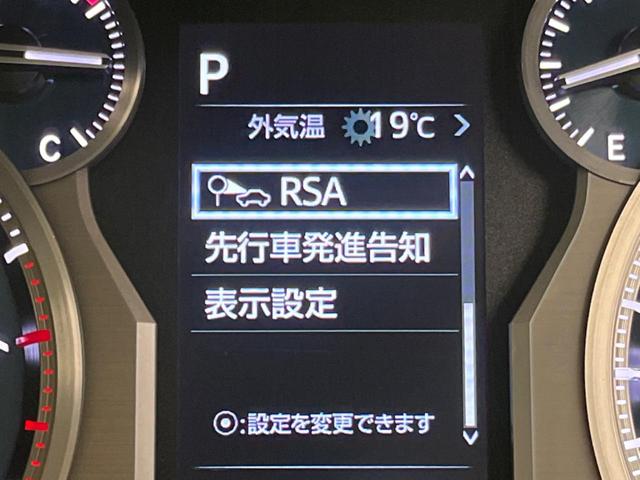 P
外気温 19℃
C
E
RSA
先行車発進告知
表示設定
⦿:設定を変更できます